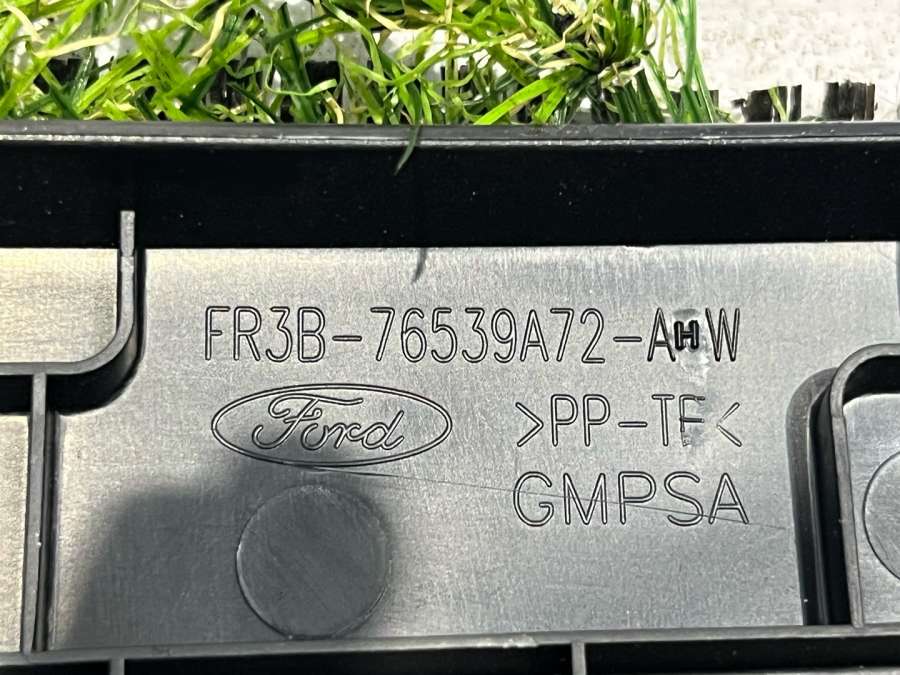 FR3B-76539A72-AHW
Ford
>PP-TF<
GMPSA